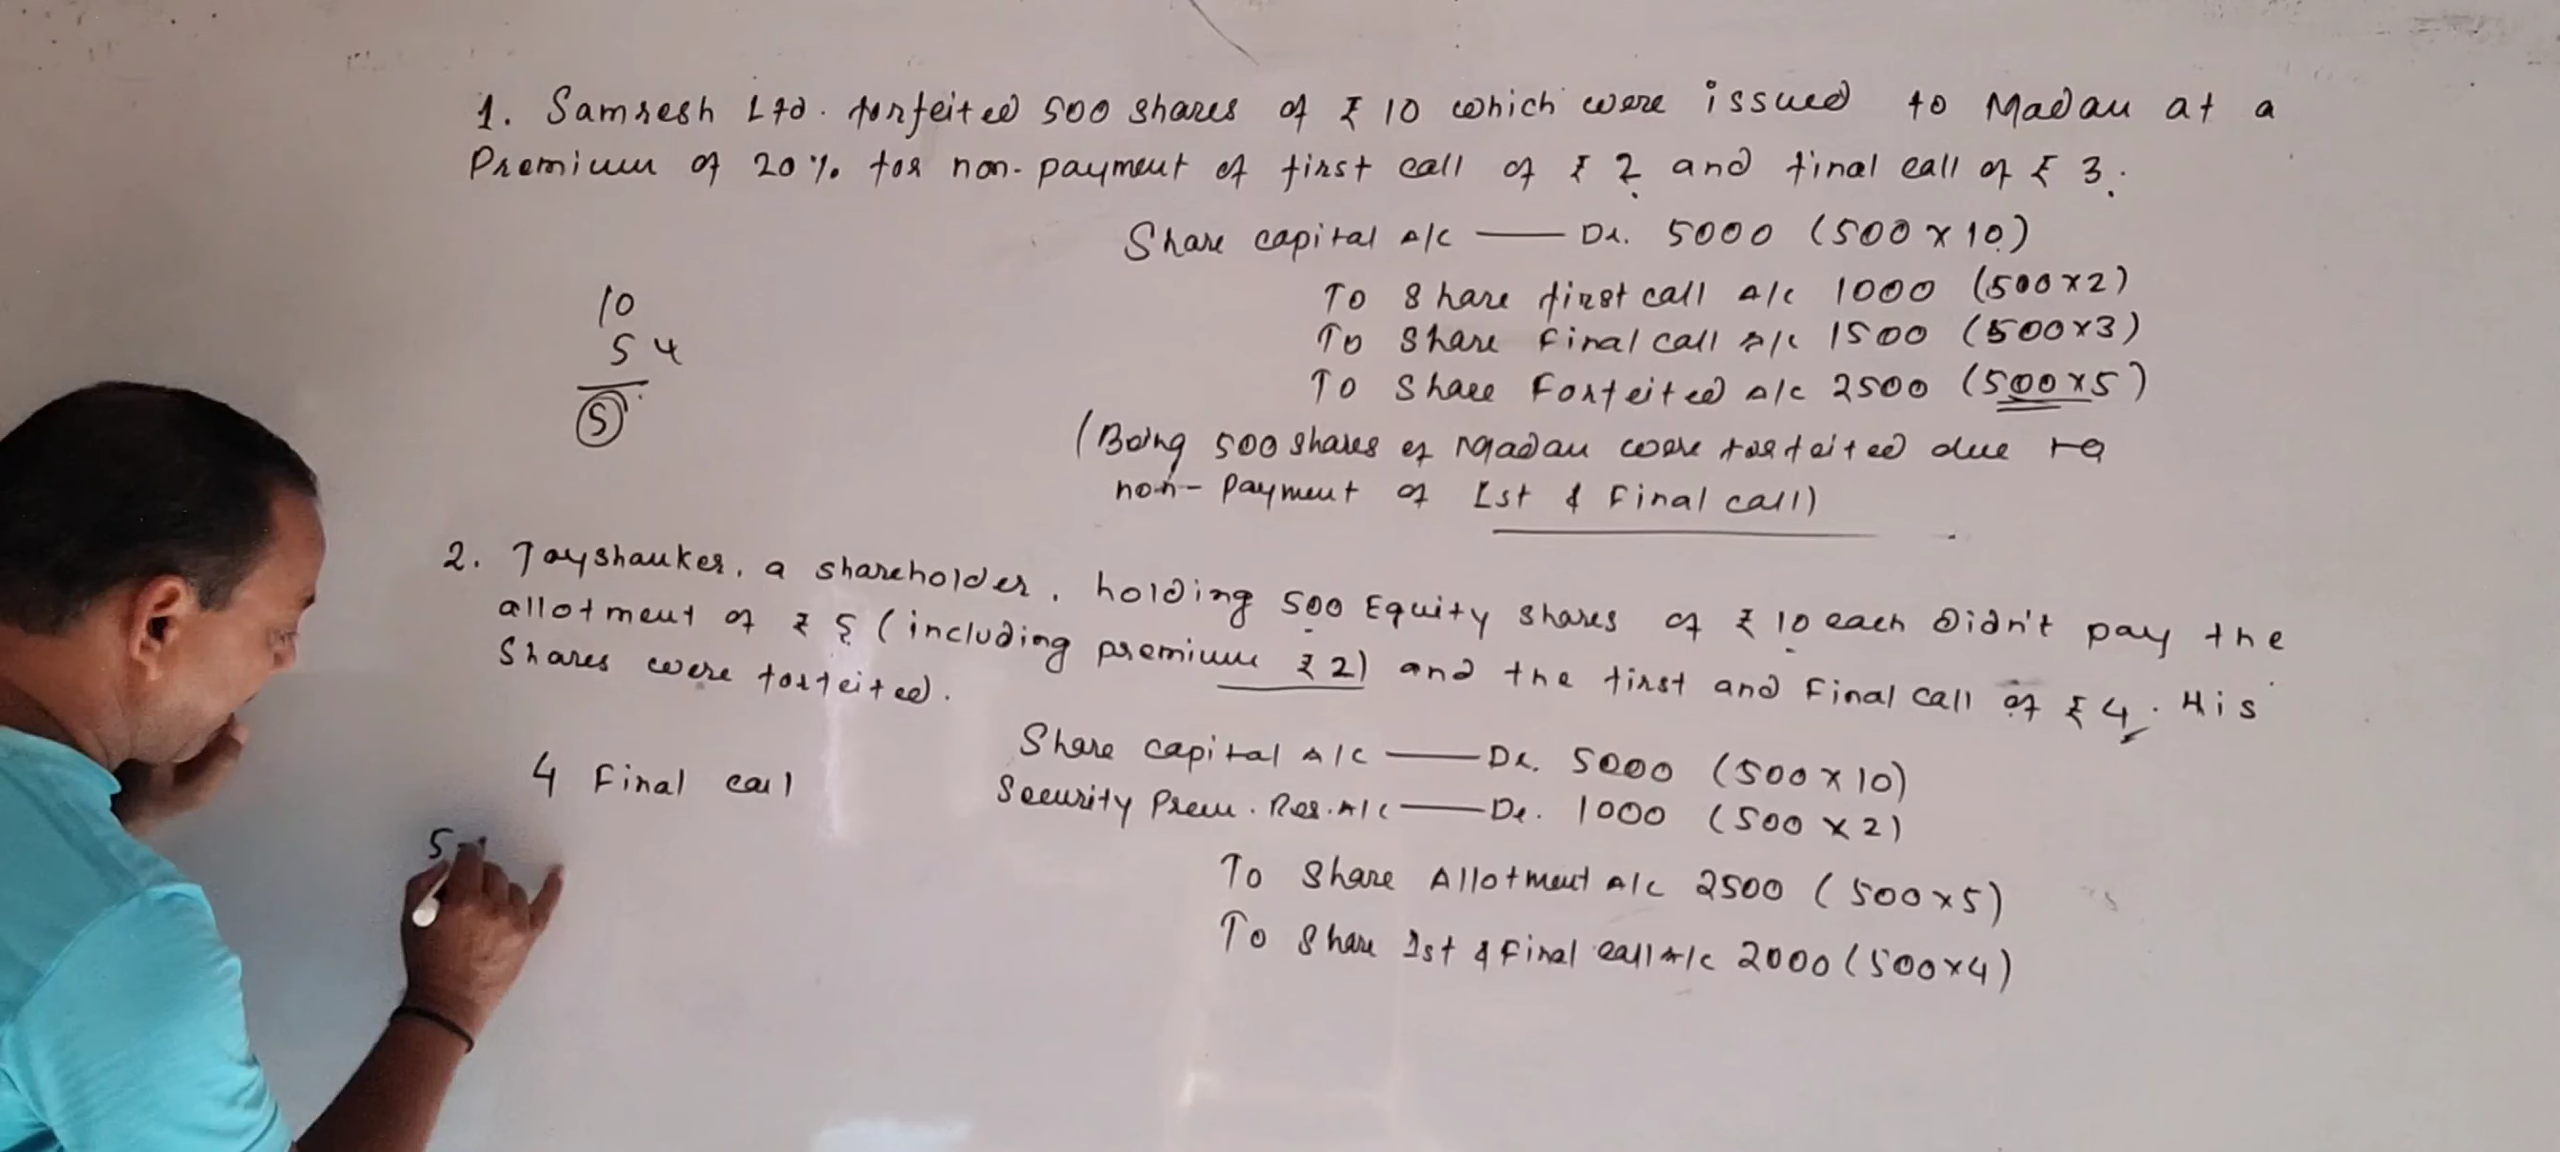 1. Samresh Ltd. forfeited 500 shares of ₹ 10 which were issued to Madan at a
Premium of 20% for non-payment of first call of ₹ 2 and final call of ₹ 3.
Share capital A/c —— Dr. 5000 (500 x 10)
To Share first call A/c 1000 (500x2)
To Share Final call A/c 1500 (500x3)
To Share Forfeited A/c 2500 (500x5)
(Being 500 shares of Madan were forfeited due to
non-Payment of Ist & Final call)
10
5 4
5
2. Jayshanker, a shareholder, holding 500 Equity shares of ₹ 10 each Didn't pay the
allotment of ₹ 5 (including premium ₹ 2) and the first and Final call of ₹ 4. His
Shares were forfeited.
Share capital A/C —— Dr. 5000 (500 x 10)
Security Prem. Res. A/c —— Dr. 1000 (500 x 2)
To Share Allotment A/c 2500 (500x5)
To Share 1st & Final call A/c 2000 (500x4)
4 Final call
5